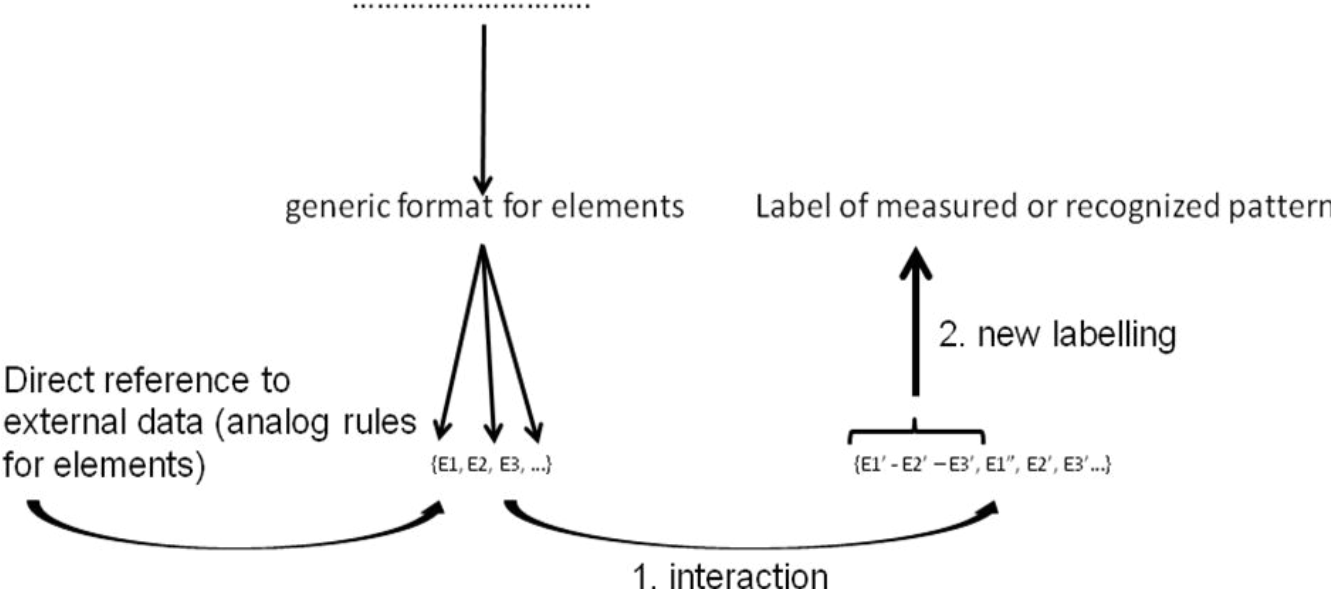 ………………………..
generic format for elements
Label of measured or recognized pattern
2. new labelling
Direct reference to
external data (analog rules
for elements)
{E1, E2, E3, ...}
{E1′ - E2′ – E3′, E1′′, E2′, E3′...}
1. interaction